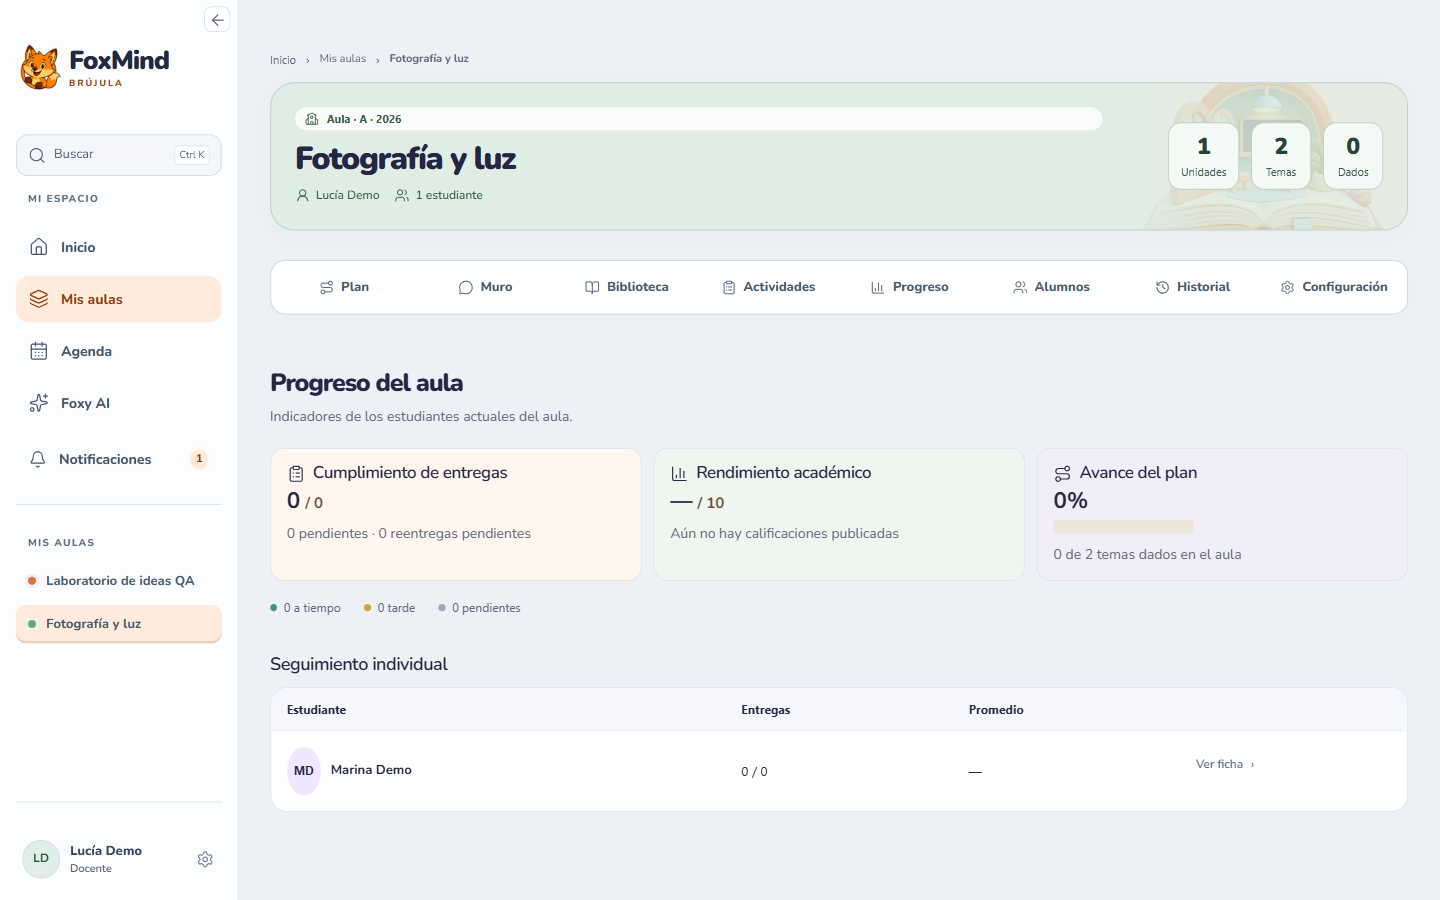 FoxMind
BRÚJULA
Buscar
Ctrl K
MI ESPACIO
Inicio
Mis aulas
Agenda
Foxy AI
Notificaciones 1
MIS AULAS
Laboratorio de ideas QA
Fotografía y luz
LD
Lucía Demo
Docente
Inicio › Mis aulas › Fotografía y luz
Aula · A · 2026
Fotografía y luz
Lucía Demo 1 estudiante
1 Unidades
2 Temas
0 Dados
Plan Muro Biblioteca Actividades Progreso Alumnos Historial Configuración
Progreso del aula
Indicadores de los estudiantes actuales del aula.
Cumplimiento de entregas
0 / 0
0 pendientes · 0 reentregas pendientes
Rendimiento académico
— / 10
Aún no hay calificaciones publicadas
Avance del plan
0%
0 de 2 temas dados en el aula
0 a tiempo 0 tarde 0 pendientes
Seguimiento individual
Estudiante Entregas Promedio
MD Marina Demo 0 / 0 — Ver ficha ›